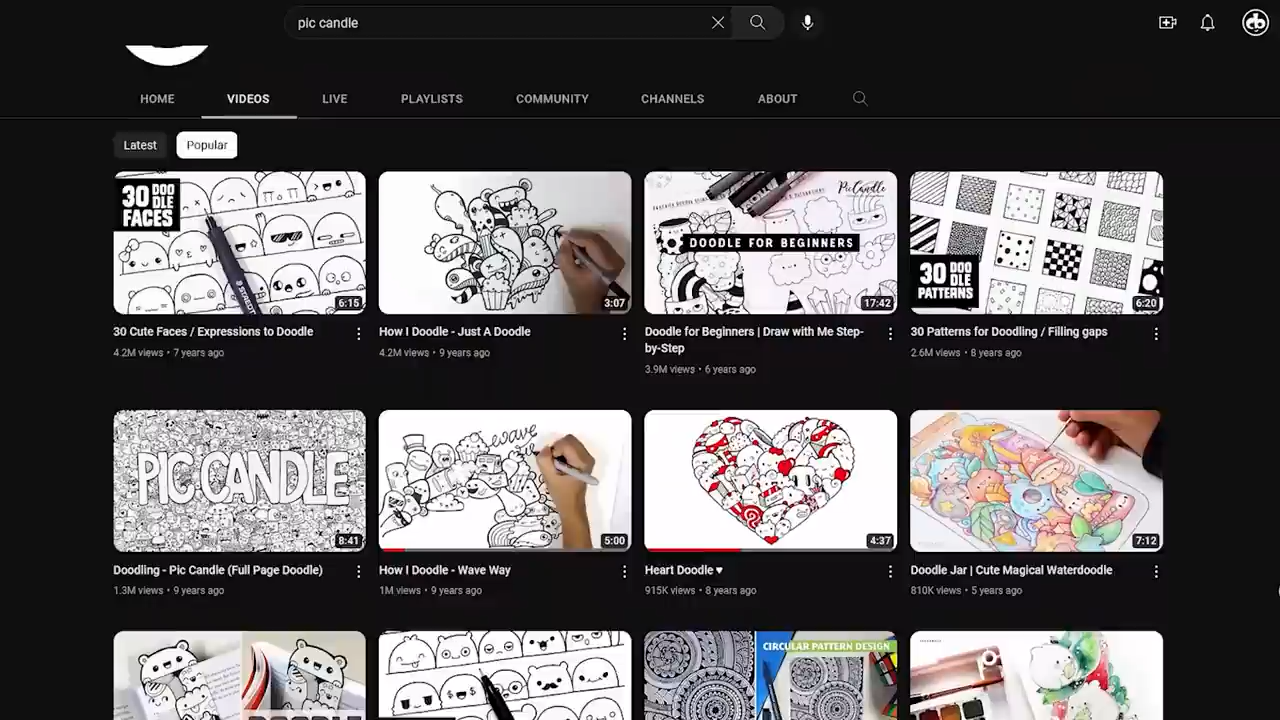 pic candle
HOME VIDEOS LIVE PLAYLISTS COMMUNITY CHANNELS ABOUT
Latest Popular
30 DOO
DLE
FACES
6:15
3:07
PicCandle
DOODLE FOR BEGINNERS
17:42
30 DOO
DLE
PATTERNS
6:20
30 Cute Faces / Expressions to Doodle
4.2M views • 7 years ago
How I Doodle - Just A Doodle
4.2M views • 9 years ago
Doodle for Beginners | Draw with Me Step-
by-Step
3.9M views • 6 years ago
30 Patterns for Doodling / Filling gaps
2.6M views • 8 years ago
PIC CANDLE
8:41
wave
5:00
4:37
7:12
Doodling - Pic Candle (Full Page Doodle)
1.3M views • 9 years ago
How I Doodle - Wave Way
1M views • 9 years ago
Heart Doodle ♥
915K views • 8 years ago
Doodle Jar | Cute Magical Waterdoodle
810K views • 5 years ago
CIRCULAR PATTERN DESIGN